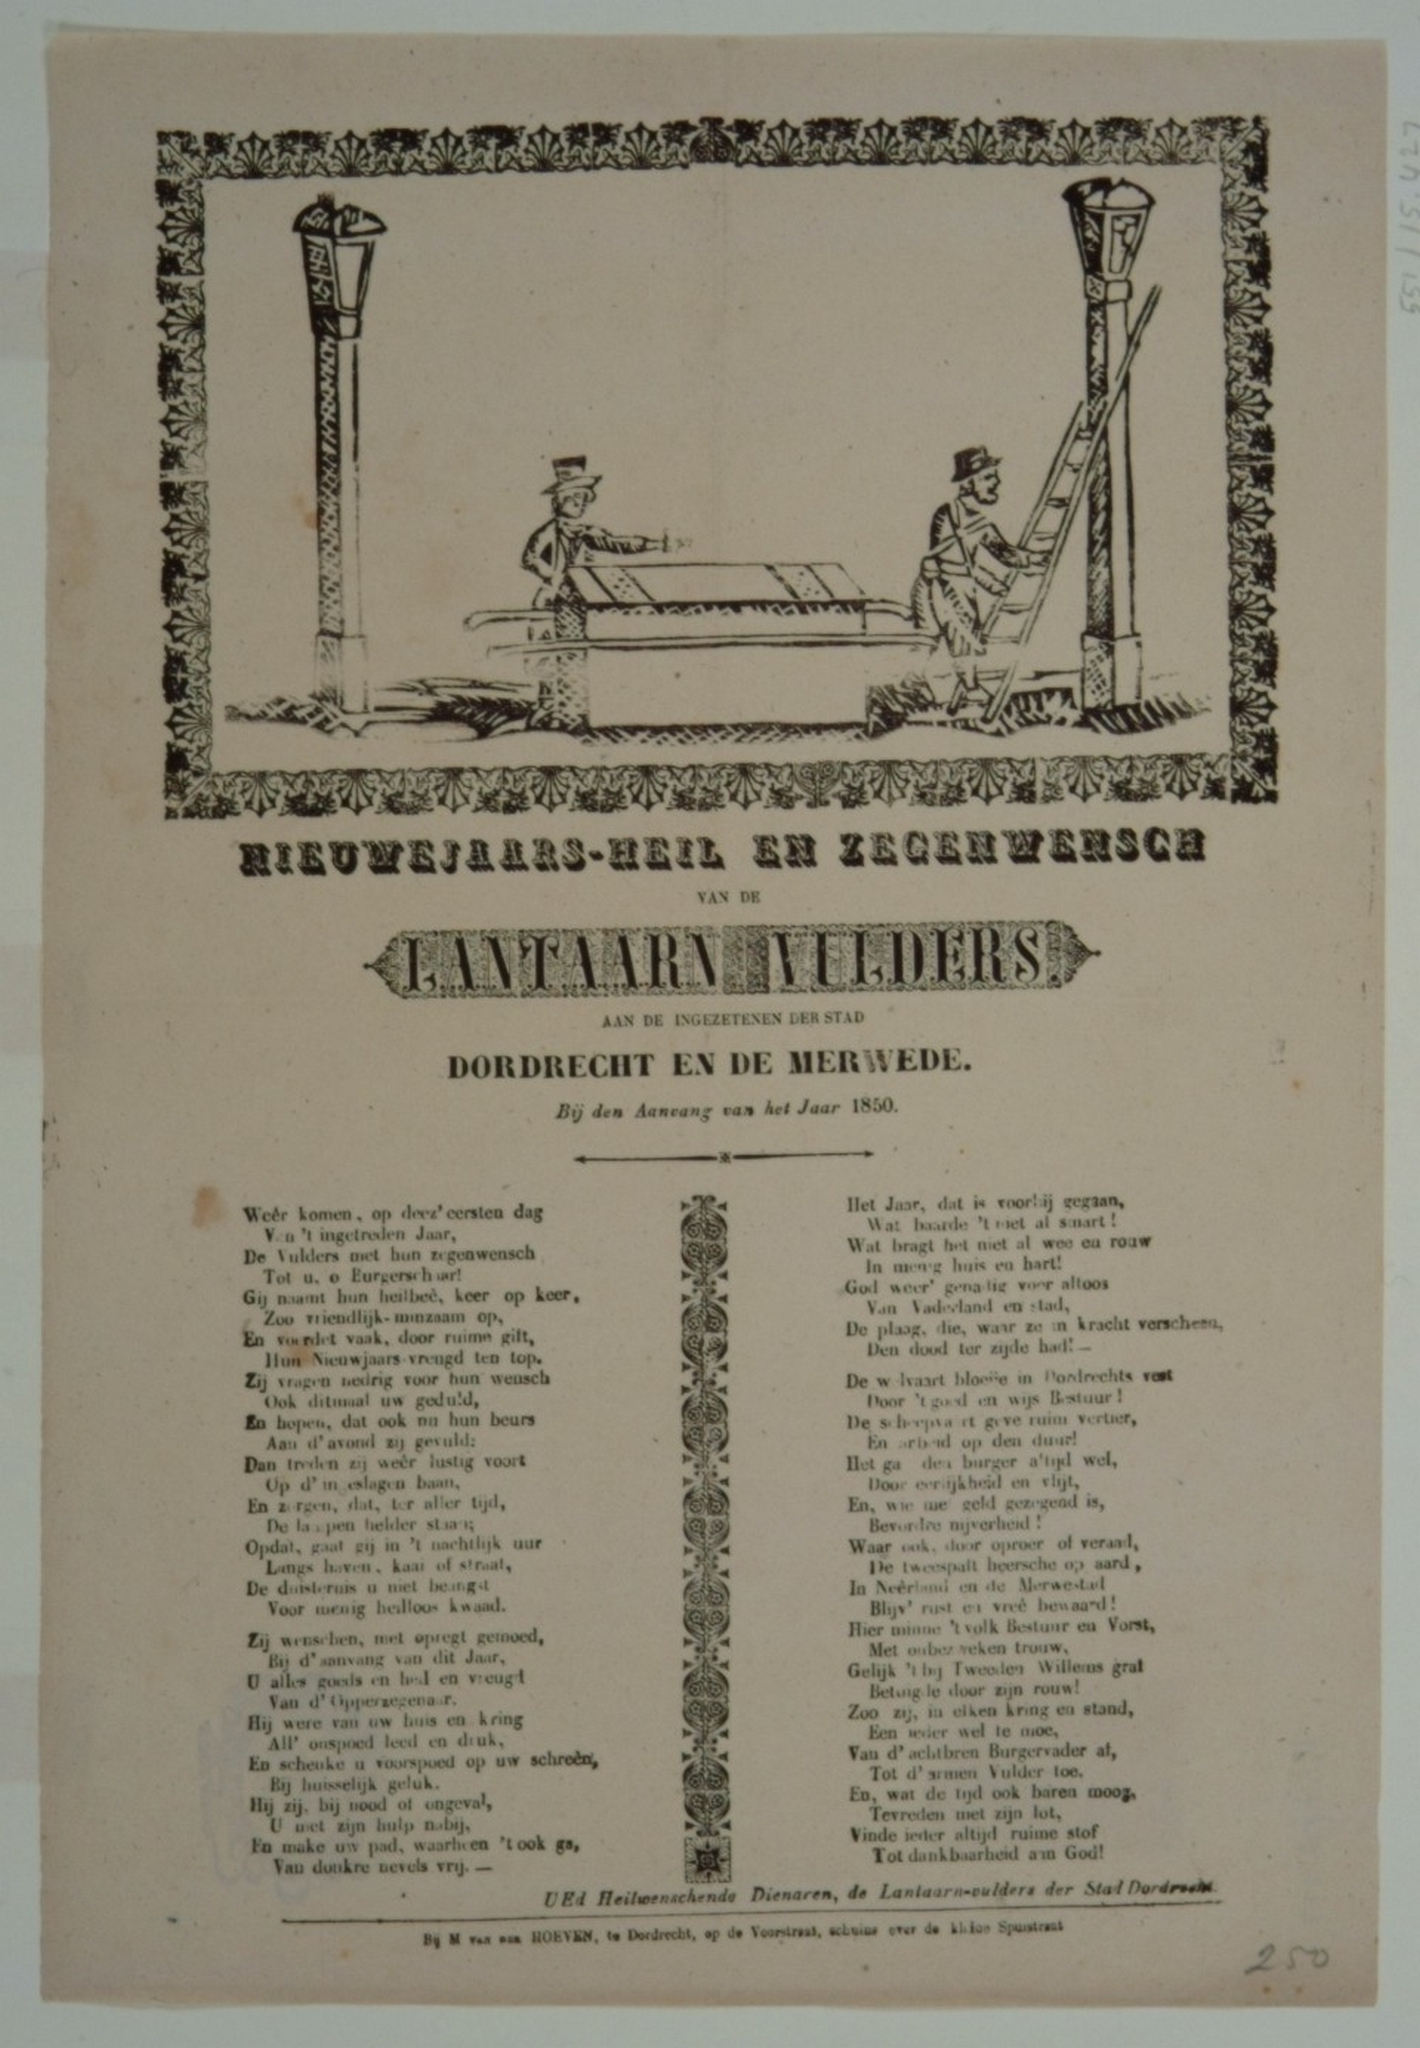 NIEUWEJAARS-HEIL EN ZEGENWENSCH
VAN DE
LANTAARN VULDERS.
AAN DE INGEZETENEN DER STAD
DORDRECHT EN DE MERWEDE.
Bij den Aanvang van het Jaar 1850.
Weêr komen, op deez' eersten dag
Van 't ingetreden Jaar,
De Vulders met hun zegenwensch
Tot u, o Burgerschaar!
Gij naamt hun heilbeê, keer op keer,
Zoo vriendlijk-minzaam op,
En voerdet vaak, door ruime gift,
Hun Nieuwjaars-vreugd ten top.
Zij vragen nedrig voor hun wensch
Ook ditmaal uw geduld,
En hopen, dat ook nu hun beurs
Aan d'avond zij gevuld;
Dan treden zij weêr lustig voort
Op d'ingeslagen baan,
En zorgen, dat, ter aller tijd,
De lampen helder staan;
Opdat, gaat gij in 't nachtlijk uur
Langs haven, kaai of straat,
De duisternis u niet beangst
Voor menig heilloos kwaad.
Zij wenschen, met opregt gemoed,
Bij d'aanvang van dit Jaar,
U alles goeds en heil en vreugd
Van d'Opperzegenaar.
Hij were van uw huis en kring
All' onspoed leed en druk,
En schenke u voorspoed op uw schreên,
Bij huisselijk geluk.
Hij zij, bij nood of ongeval,
U met zijn hulp nabij,
En make uw pad, waarheen 't ook ga,
Van donkre nevels vrij. —
Het Jaar, dat is voorbij gegaan,
Wat baarde 't niet al smart!
Wat bragt het niet al wee en rouw
In menig huis en hart!
God weer' genadig voor altoos
Van Vaderland en stad,
De plaag, die, waar ze in kracht verscheen,
Den dood ter zijde had! —
De welvaart bloeije in Dordrechts vest
Door 't goed en wijs Bestuur!
De scheepvaart geve ruim vertier,
En arbeid op den duur!
Het ga den burger altijd wel,
Door eerlijkheid en vlijt,
En, wie met geld gezegend is,
Bevordre nijverheid!
Waar ook, door oproer of veraad,
De tweespalt heersche op aard,
In Neêrland en de Merwestad
Blijv' rust en vreê bewaard!
Hier minne 't volk Bestuur en Vorst,
Met onbezweken trouw,
Gelijk 't bij Tweeden Willems graf
Betuigde door zijn rouw!
Zoo zij, in elken kring en stand,
Een ieder wel te moe,
Van d'achtbren Burgervader af,
Tot d'armen Vulder toe.
En, wat de tijd ook baren moog,
Tevreden met zijn lot,
Vinde ieder altijd ruime stof
Tot dankbaarheid aan God!
UEd Heilwenschende Dienaren, de Lantaarn-vulders der Stad Dordrecht.
Bij M van der HOEVEN, te Dordrecht, op de Voorstraat, schuins over de kleine Spuistraat
250
551/15.427